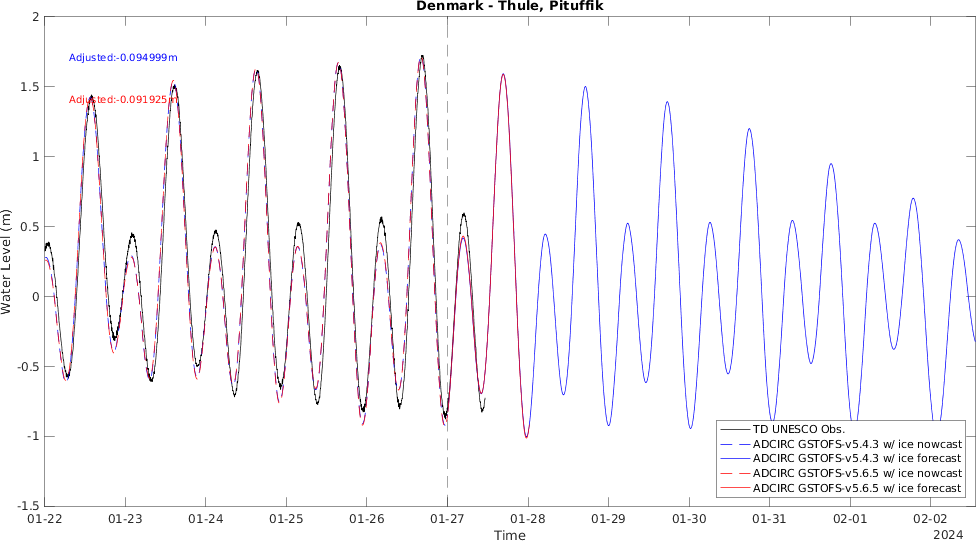 Denmark - Thule, Pituffik
2
Adjusted:-0.094999m
1.5
Adjusted:-0.091925m
1
0.5
Water Level (m)
0
-0.5
-1
-1.5
TD UNESCO Obs.
ADCIRC GSTOFS-v5.4.3 w/ ice nowcast
ADCIRC GSTOFS-v5.4.3 w/ ice forecast
ADCIRC GSTOFS-v5.6.5 w/ ice nowcast
ADCIRC GSTOFS-v5.6.5 w/ ice forecast
01-22 01-23 01-24 01-25 01-26 01-27 01-28 01-29 01-30 01-31 02-01 02-02
Time
2024